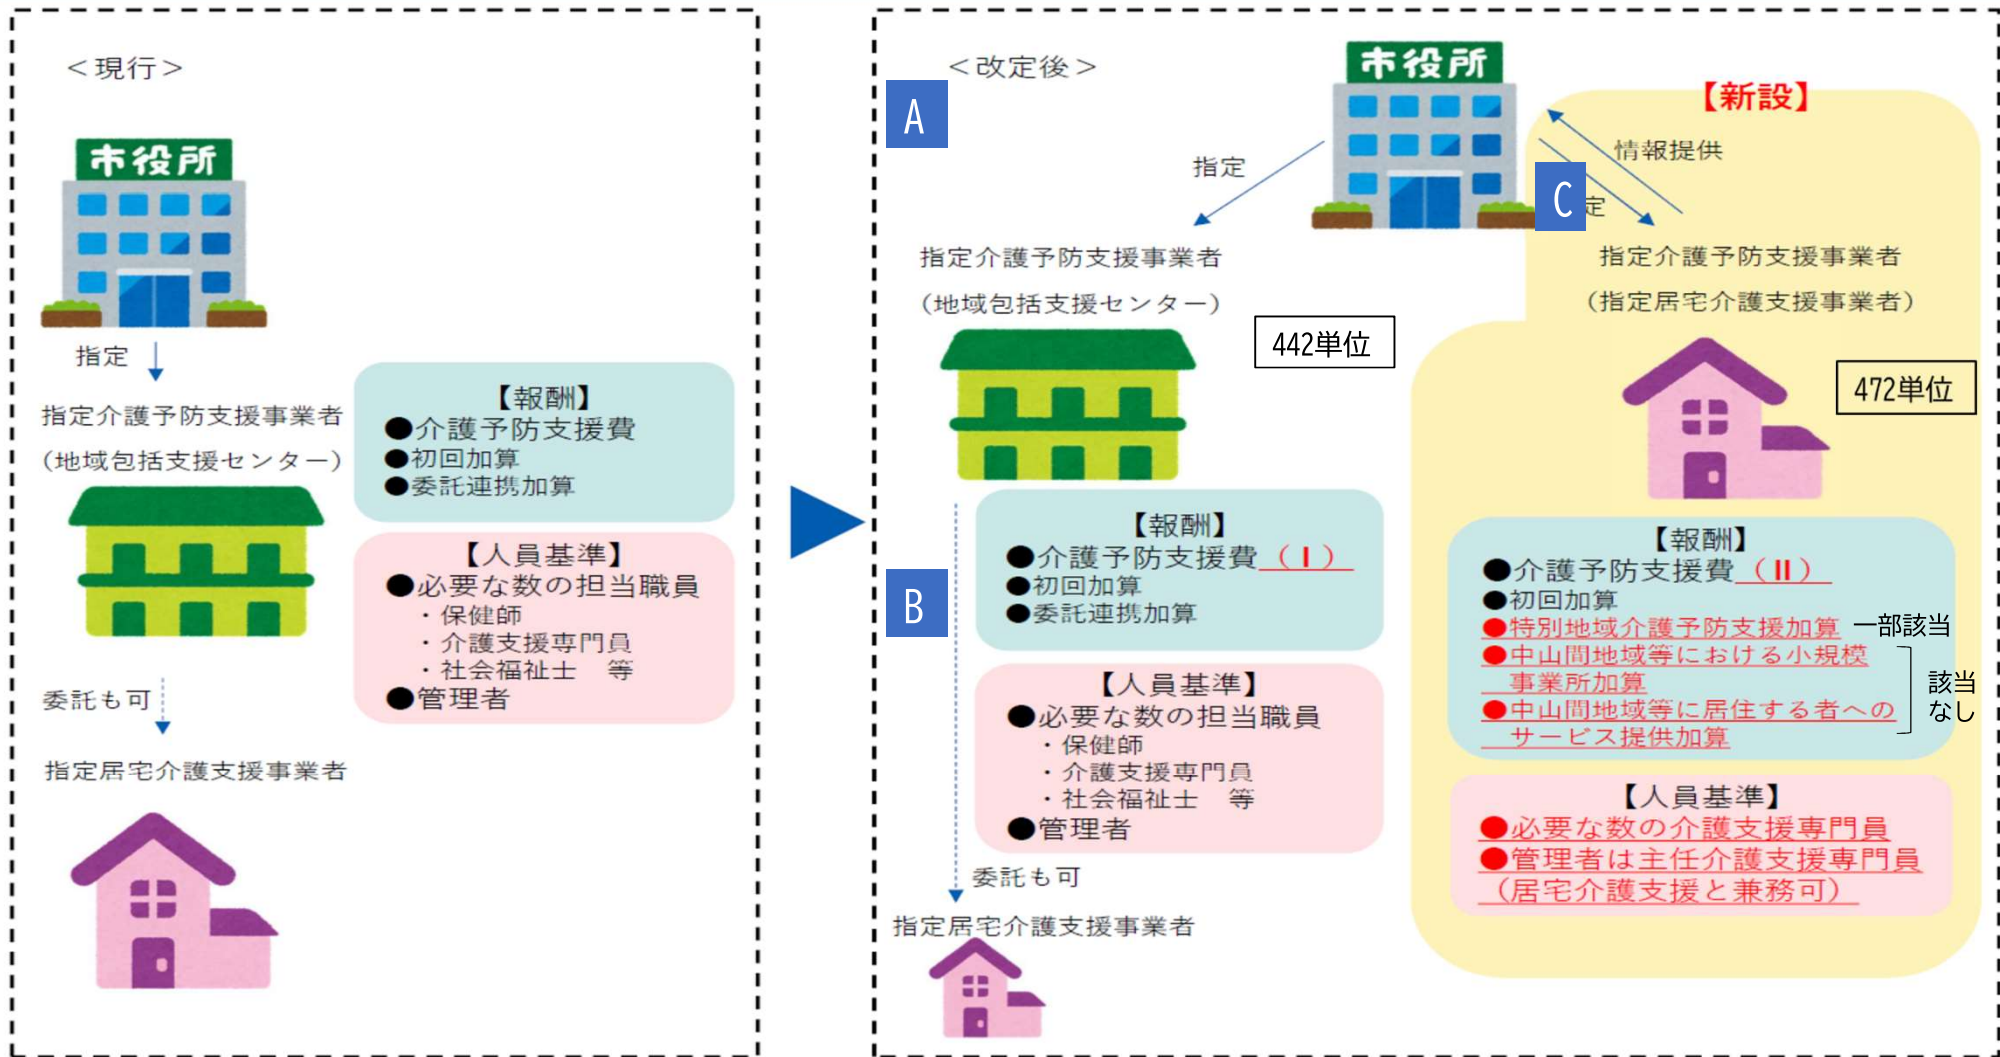 <現行>
市役所
指定
指定介護予防支援事業者
（地域包括支援センター）
【報酬】
●介護予防支援費
●初回加算
●委託連携加算
【人員基準】
●必要な数の担当職員
・保健師
・介護支援専門員
・社会福祉士　等
●管理者
委託も可
指定居宅介護支援事業者
<改定後>
A
市役所
指定
指定介護予防支援事業者
（地域包括支援センター）
442単位
【報酬】
●介護予防支援費（Ⅰ）
●初回加算
●委託連携加算
B
【人員基準】
●必要な数の担当職員
・保健師
・介護支援専門員
・社会福祉士　等
●管理者
委託も可
指定居宅介護支援事業者
【新設】
情報提供
C
定
指定介護予防支援事業者
（指定居宅介護支援事業者）
472単位
【報酬】
●介護予防支援費（Ⅱ）
●初回加算
●特別地域介護予防支援加算
一部該当
●中山間地域等における小規模
事業所加算
●中山間地域等に居住する者への
サービス提供加算
該当
なし
【人員基準】
●必要な数の介護支援専門員
●管理者は主任介護支援専門員
（居宅介護支援と兼務可）